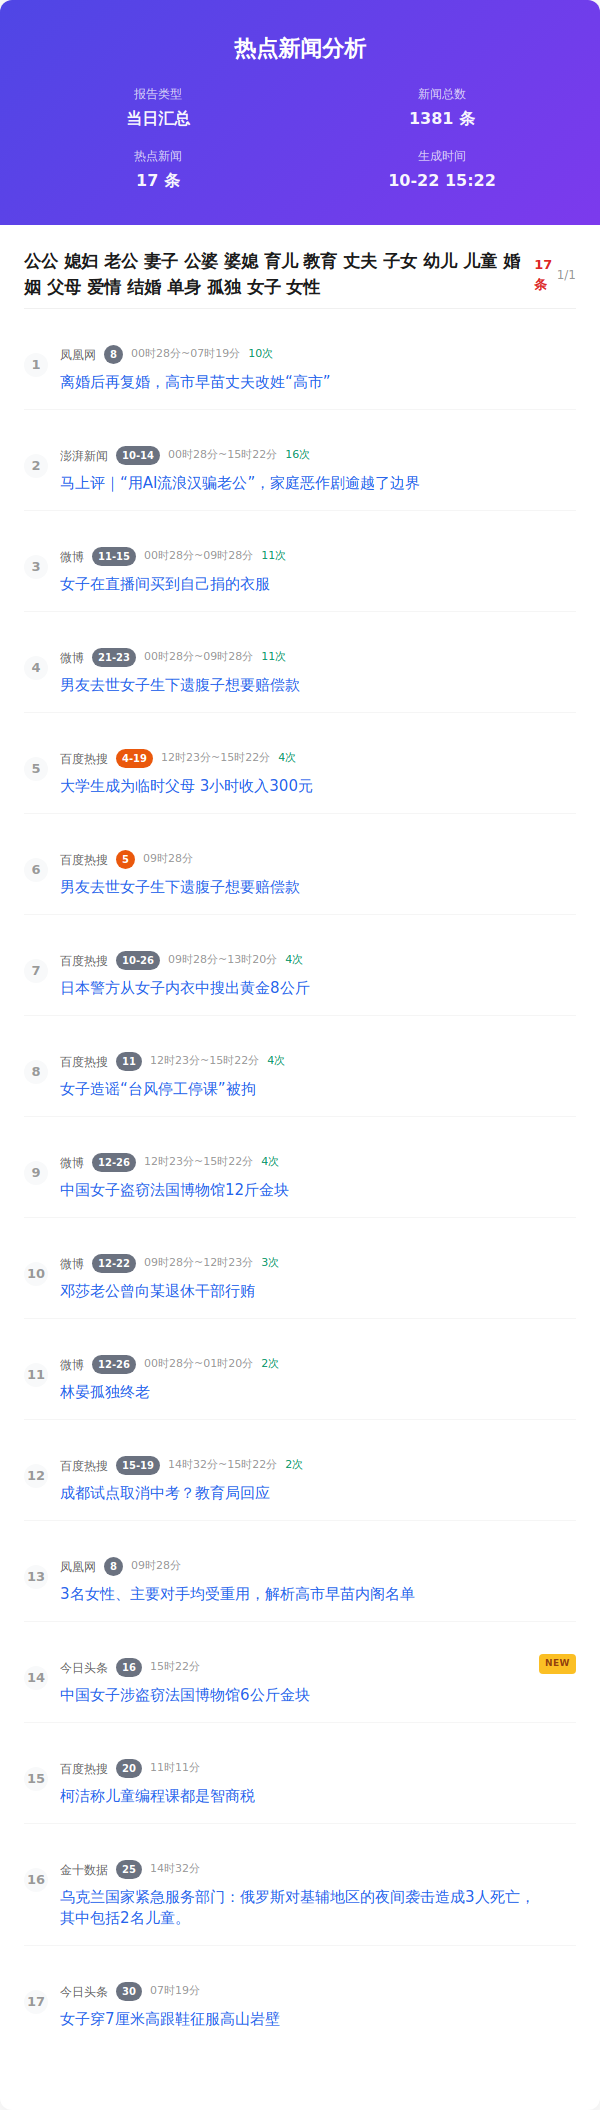 热点新闻分析
报告类型
新闻总数
当日汇总
1381 条
热点新闻
生成时间
17 条
10-22 15:22
公公 媳妇 老公 妻子 公婆 婆媳 育儿 教育 丈夫 子女 幼儿 儿童 婚
姻 父母 爱情 结婚 单身 孤独 女子 女性
17
条
1/1
1
凤凰网 8 00时28分~07时19分 10次
离婚后再复婚，高市早苗丈夫改姓“高市”
2
澎湃新闻 10-14 00时28分~15时22分 16次
马上评｜“用AI流浪汉骗老公”，家庭恶作剧逾越了边界
3
微博 11-15 00时28分~09时28分 11次
女子在直播间买到自己捐的衣服
4
微博 21-23 00时28分~09时28分 11次
男友去世女子生下遗腹子想要赔偿款
5
百度热搜 4-19 12时23分~15时22分 4次
大学生成为临时父母 3小时收入300元
6
百度热搜 5 09时28分
男友去世女子生下遗腹子想要赔偿款
7
百度热搜 10-26 09时28分~13时20分 4次
日本警方从女子内衣中搜出黄金8公斤
8
百度热搜 11 12时23分~15时22分 4次
女子造谣“台风停工停课”被拘
9
微博 12-26 12时23分~15时22分 4次
中国女子盗窃法国博物馆12斤金块
10
微博 12-22 09时28分~12时23分 3次
邓莎老公曾向某退休干部行贿
11
微博 12-26 00时28分~01时20分 2次
林晏孤独终老
12
百度热搜 15-19 14时32分~15时22分 2次
成都试点取消中考？教育局回应
13
凤凰网 8 09时28分
3名女性、主要对手均受重用，解析高市早苗内阁名单
14
今日头条 16 15时22分
NEW
中国女子涉盗窃法国博物馆6公斤金块
15
百度热搜 20 11时11分
柯洁称儿童编程课都是智商税
16
金十数据 25 14时32分
乌克兰国家紧急服务部门：俄罗斯对基辅地区的夜间袭击造成3人死亡，
其中包括2名儿童。
17
今日头条 30 07时19分
女子穿7厘米高跟鞋征服高山岩壁